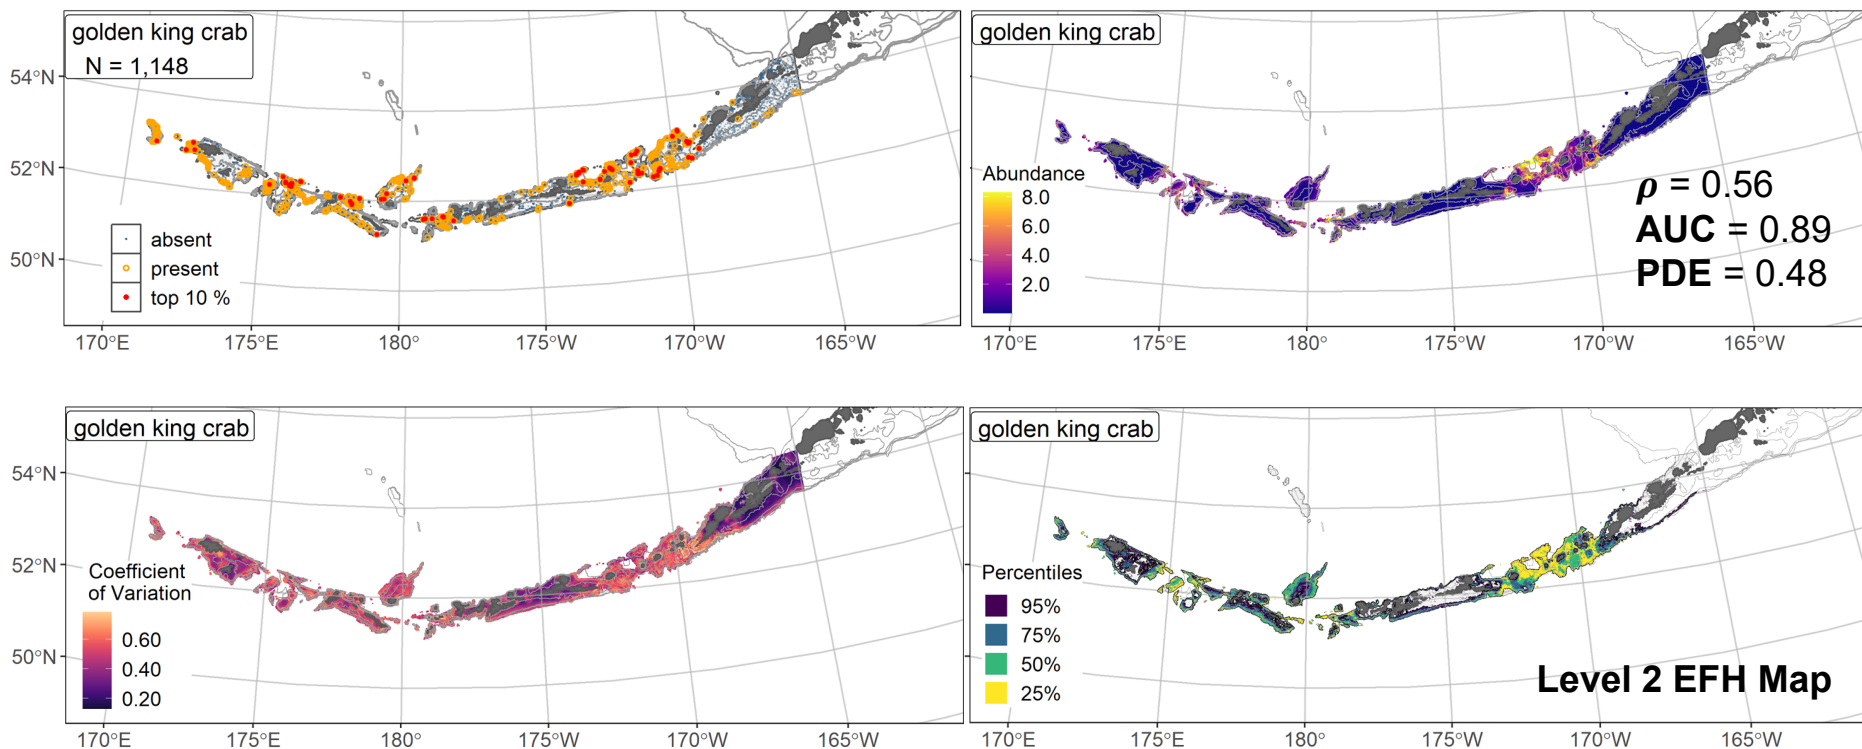 golden king crab
N = 1,148
54°N
52°N
50°N
absent
present
top 10 %
170°E
175°E
180°
175°W
170°W
165°W
golden king crab
Abundance
8.0
6.0
4.0
2.0
ρ = 0.56
AUC = 0.89
PDE = 0.48
170°E
175°E
180°
175°W
170°W
165°W
golden king crab
54°N
52°N
50°N
Coefficient
of Variation
0.60
0.40
0.20
170°E
175°E
180°
175°W
170°W
165°W
golden king crab
Percentiles
95%
75%
50%
25%
Level 2 EFH Map
170°E
175°E
180°
175°W
170°W
165°W